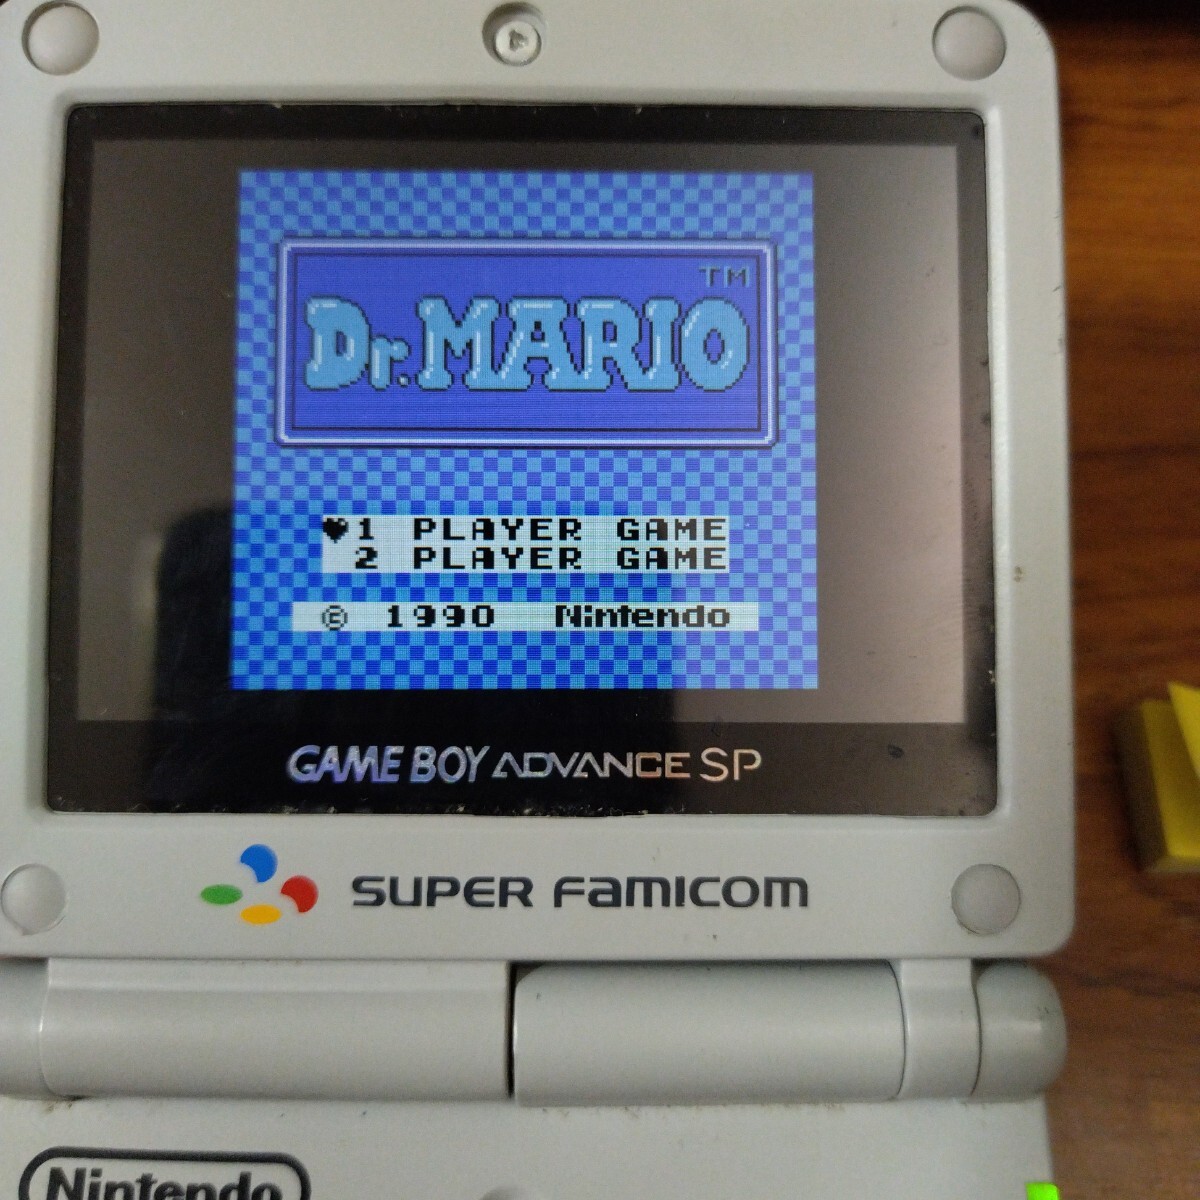 TM
Dr. MARIO
1 PLAYER GAME
2 PLAYER GAME
© 1990 Nintendo
GAME BOY ADVANCE SP
SUPER FAMICOM
Nintendo